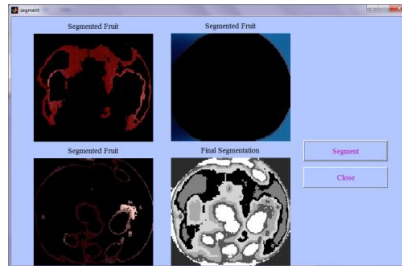 segment
Segmented Fruit
Segmented Fruit
Segmented Fruit
Final Segmentation
Segment
Close